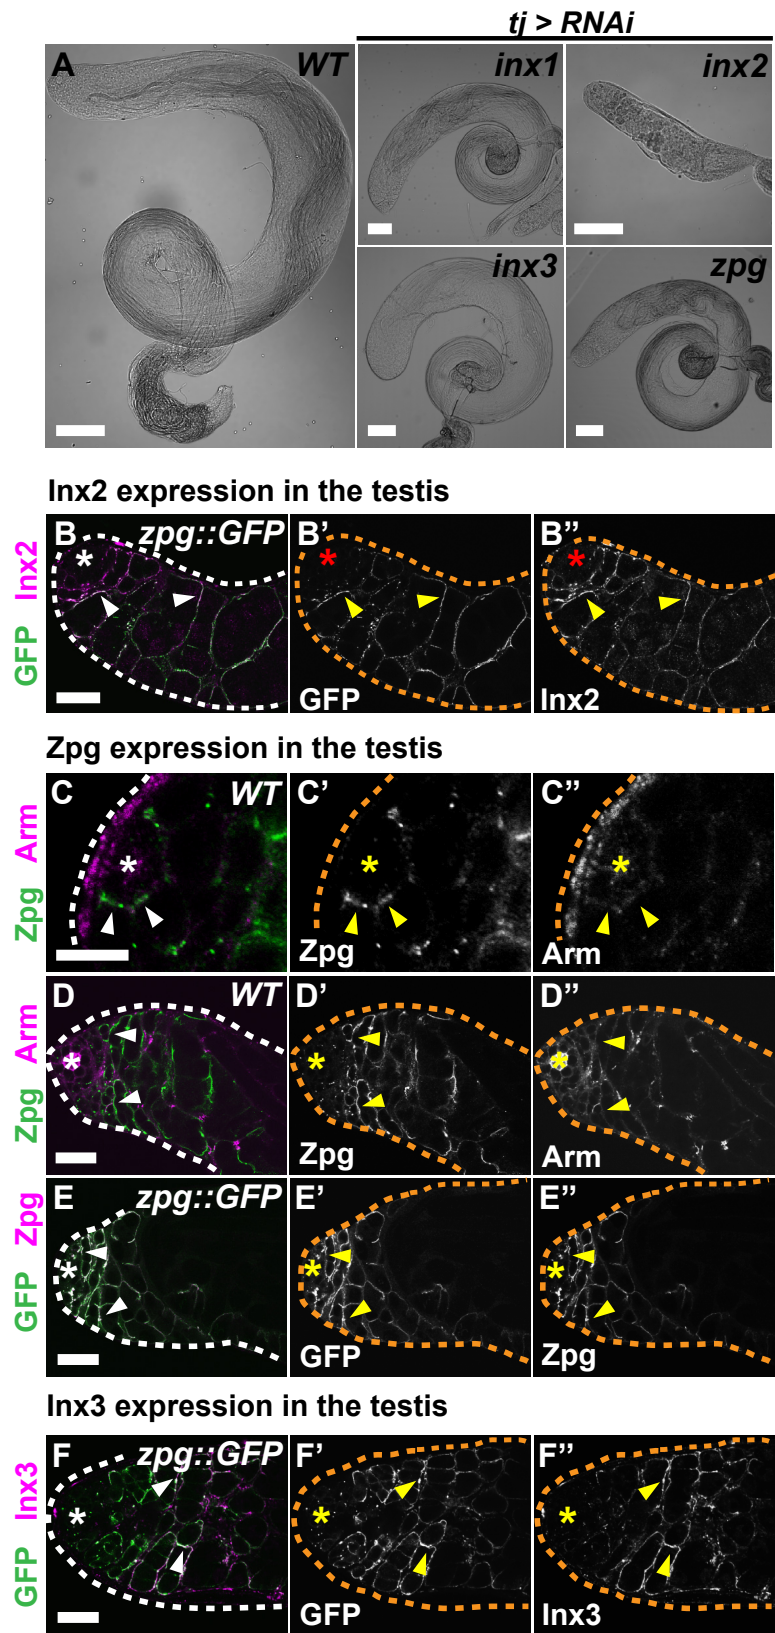 tj > RNAi
A WT inx1 inx2
inx3 zpg
Inx2 expression in the testis
GFP Inx2
B * zpg::GFP B' * B" *
GFP Inx2
Zpg expression in the testis
Zpg Arm
C WT * C' * C" *
Zpg Arm
Zpg Arm
D WT * D' * D" *
Zpg Arm
GFP Zpg
E zpg::GFP * E' * E" *
GFP Zpg
Inx3 expression in the testis
GFP Inx3
F zpg::GFP * F' * F" *
GFP Inx3